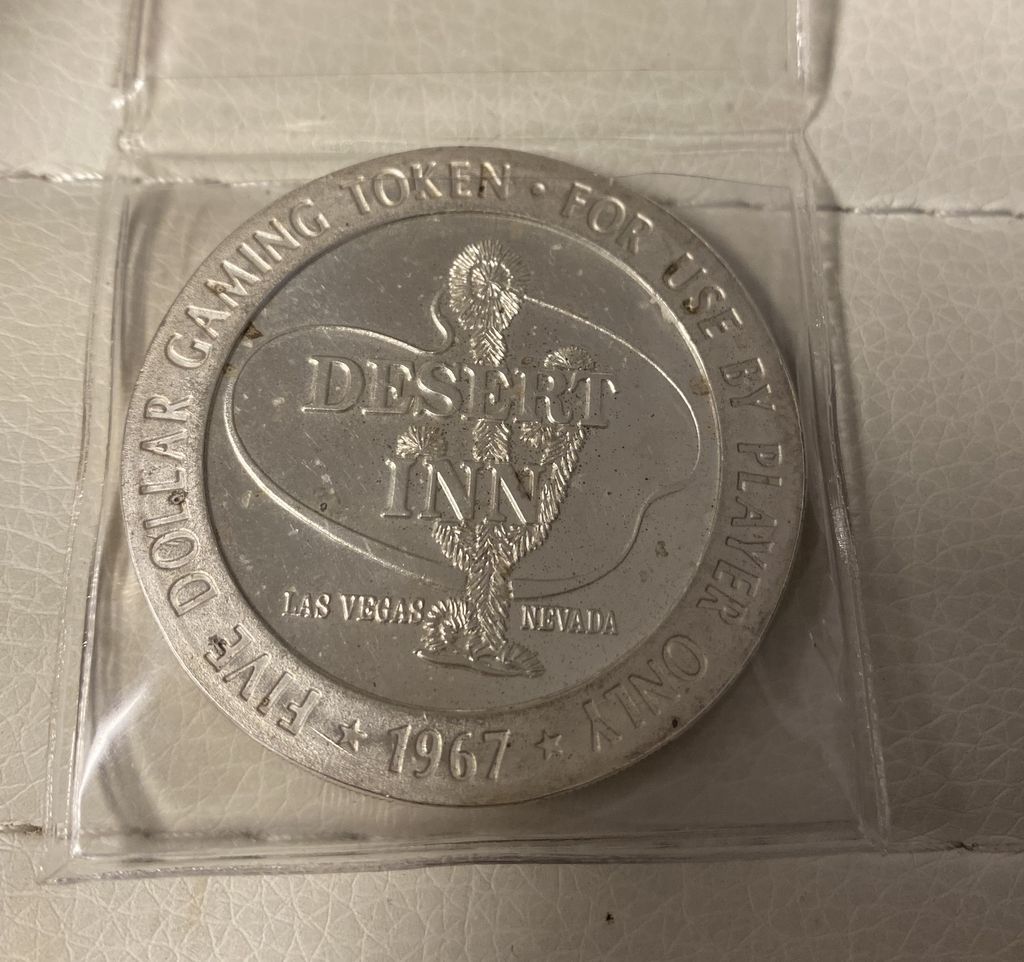 FIVE DOLLAR GAMING TOKEN · FOR USE BY PLAYER ONLY
DESERT
INN
LAS VEGAS NEVADA
★ 1967 ★